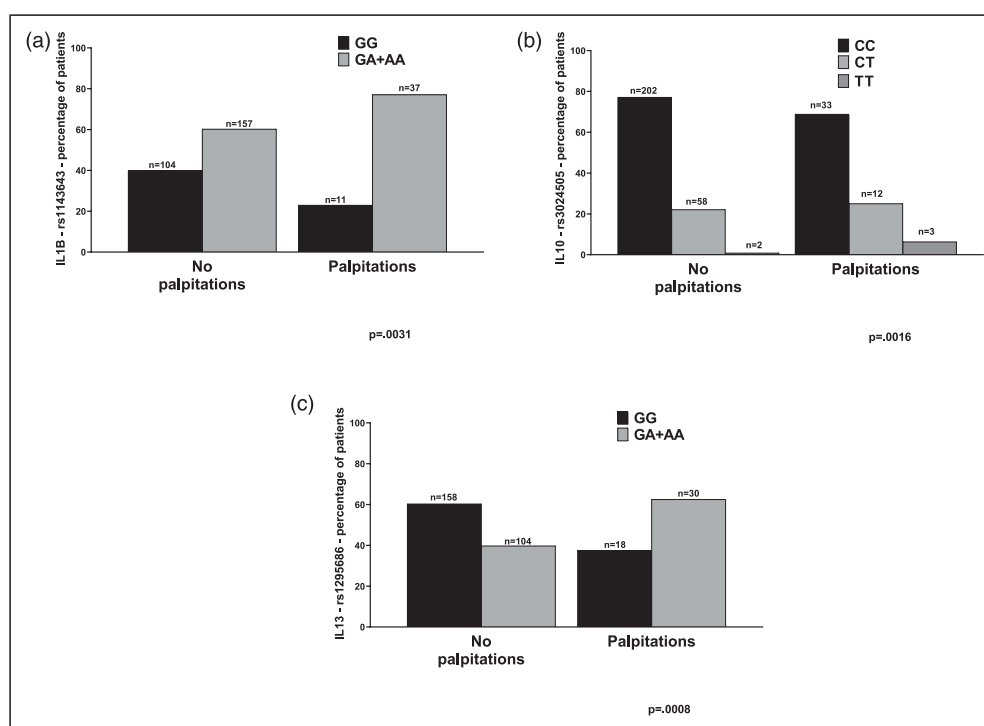 (a)
IL1B - rs1143643 - percentage of patients
100
80
60
40
20
0
GG
GA+AA
n=104
n=157
n=11
n=37
No
palpitations
Palpitations
p=.0031
(b)
IL10 - rs3024505 - percentage of patients
100
80
60
40
20
0
CC
CT
TT
n=202
n=58
n=2
n=33
n=12
n=3
No
palpitations
Palpitations
p=.0016
(c)
IL13 - rs1295686 - percentage of patients
100
80
60
40
20
0
GG
GA+AA
n=158
n=104
n=18
n=30
No
palpitations
Palpitations
p=.0008